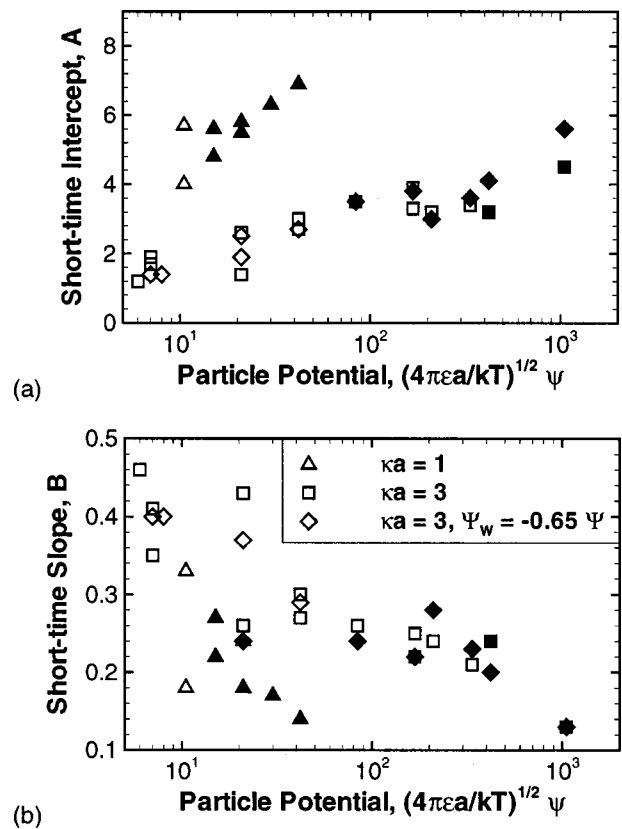 8
6
4
2
0
Short-time Intercept, A
10¹ 10² 10³
Particle Potential, (4πεa/kT)^1/2 ψ
(a)
0.5
0.4
0.3
0.2
0.1
Short-time Slope, B
κa = 1
κa = 3
κa = 3, Ψ_w = -0.65 Ψ
10¹ 10² 10³
Particle Potential, (4πεa/kT)^1/2 ψ
(b)